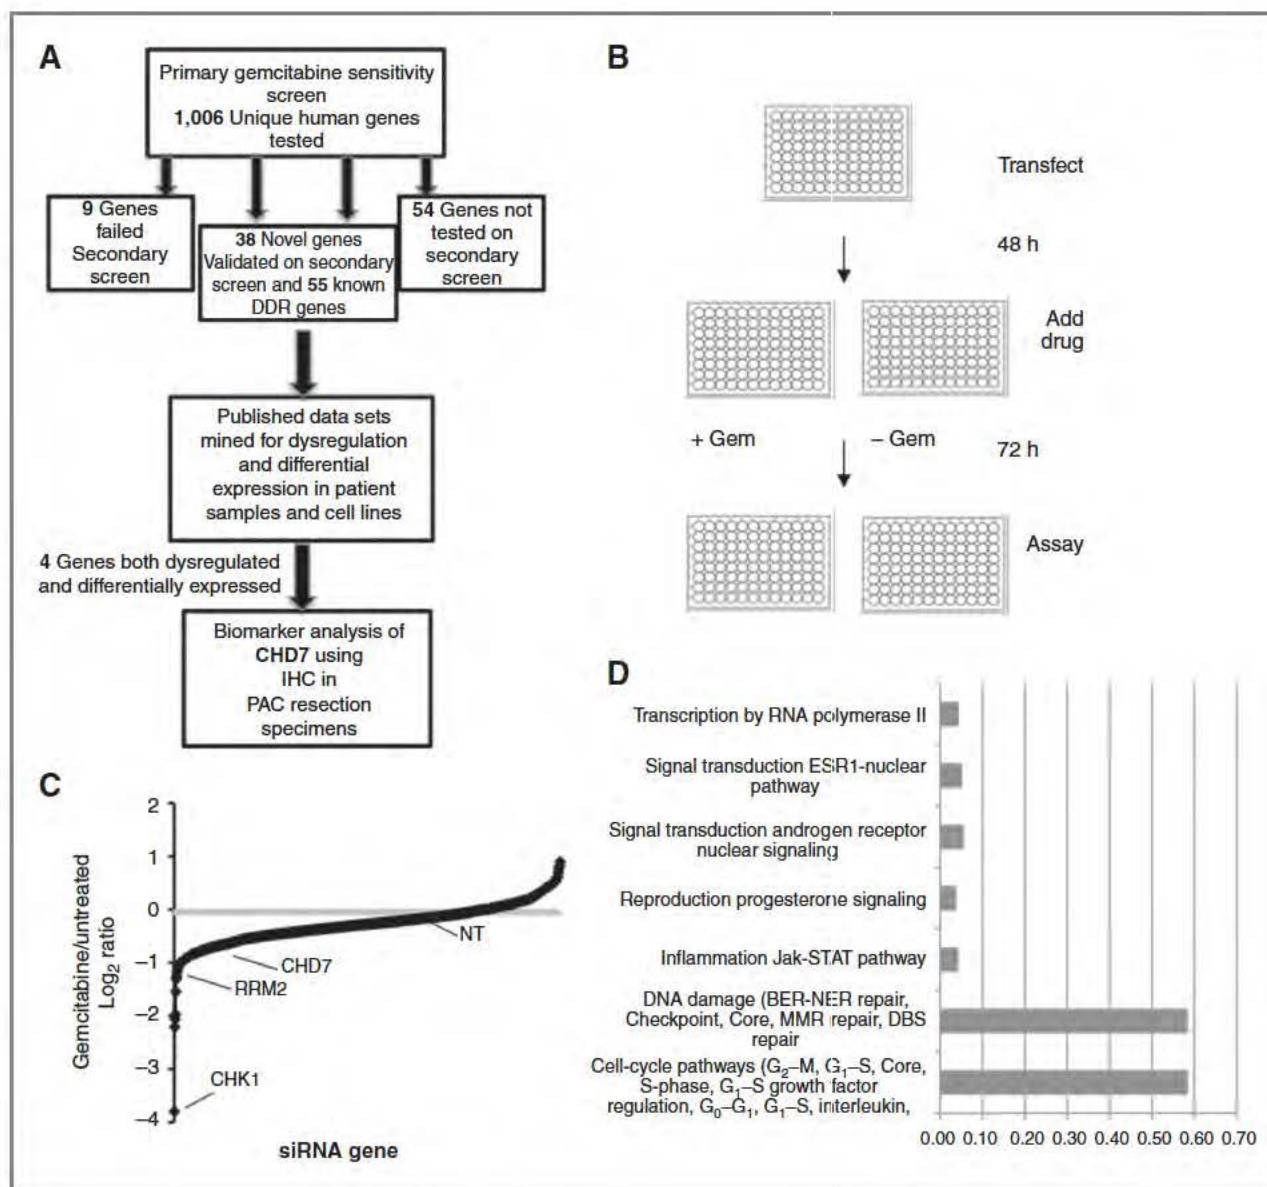 A
Primary gemcitabine sensitivity
screen
1,006 Unique human genes
tested
9 Genes
failed
Secondary
screen
38 Novel genes
Validated on secondary
screen and 55 known
DDR genes
54 Genes not
tested on
secondary
screen
Published data sets
mined for dysregulation
and differential
expression in patient
samples and cell lines
4 Genes both dysregulated
and differentially expressed
Biomarker analysis of
CHD7 using
IHC in
PAC resection
specimens
B
Transfect
48 h
Add
drug
+ Gem
– Gem
72 h
Assay
C
Gemcitabine/untreated
Log₂ ratio
2
1
0
–1
–2
–3
–4
NT
CHD7
RRM2
CHK1
siRNA gene
D
Transcription by RNA polymerase II
Signal transduction ESR1-nuclear
pathway
Signal transduction androgen receptor
nuclear signaling
Reproduction progesterone signaling
Inflammation Jak-STAT pathway
DNA damage (BER-NER repair,
Checkpoint, Core, MMR repair, DBS
repair
Cell-cycle pathways (G₂–M, G₁–S, Core,
S-phase, G₁–S growth factor
regulation, G₀–G₁, G₁–S, interleukin,
0.00 0.10 0.20 0.30 0.40 0.50 0.60 0.70